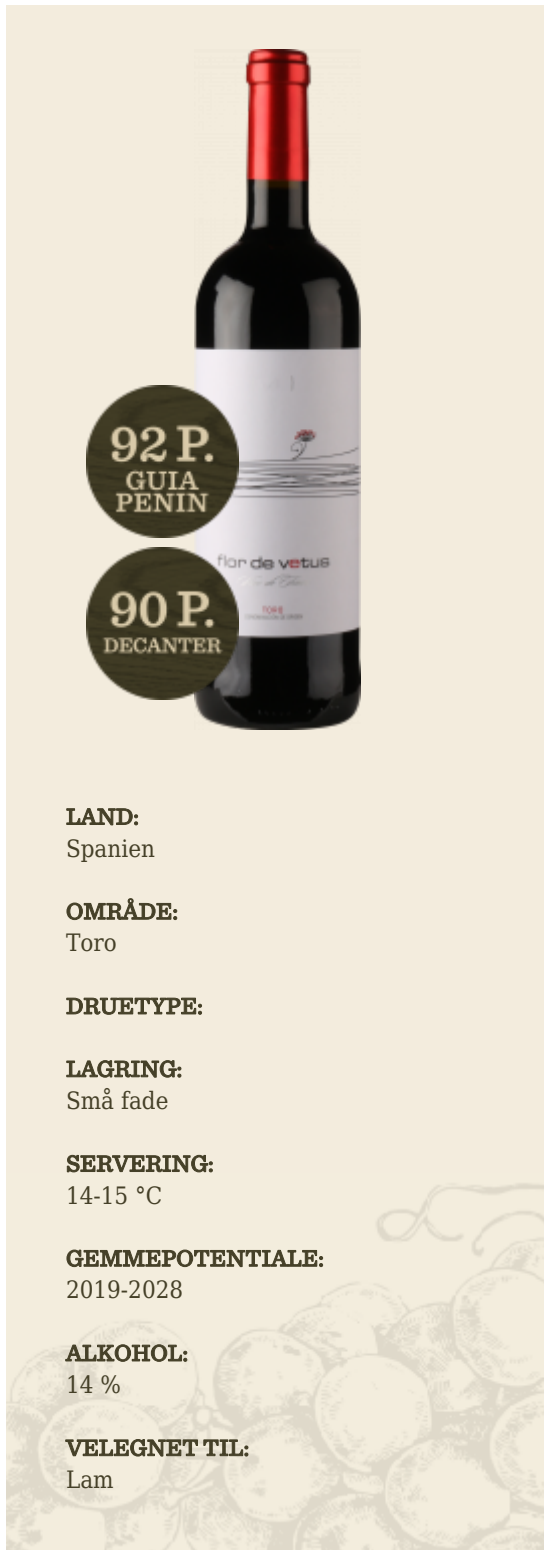 92 P.
GUIA
PENIN
flor de vetus
TORO
90 P.
DECANTER
LAND:
Spanien
OMRÅDE:
Toro
DRUETYPE:
LAGRING:
Små fade
SERVERING:
14-15 °C
GEMMEPOTENTIALE:
2019-2028
ALKOHOL:
14 %
VELEGNET TIL:
Lam